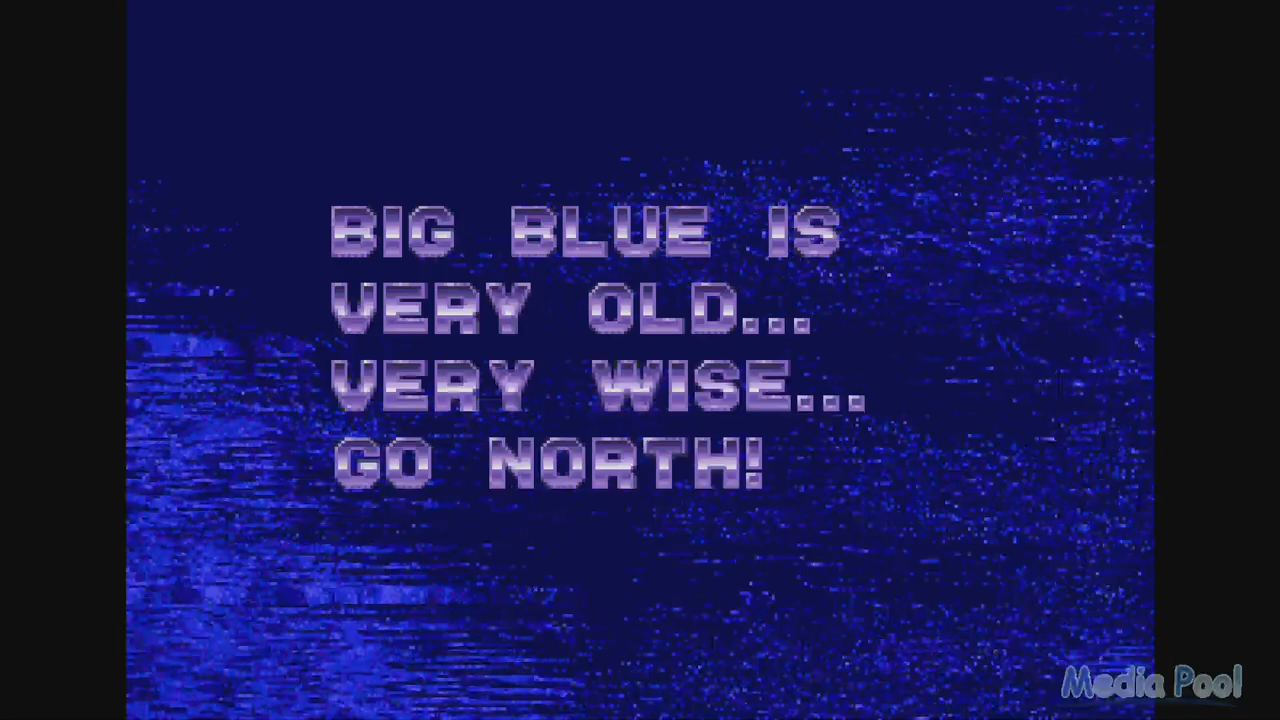 BIG BLUE IS
VERY OLD...
VERY WISE...
GO NORTH!
Media Pool